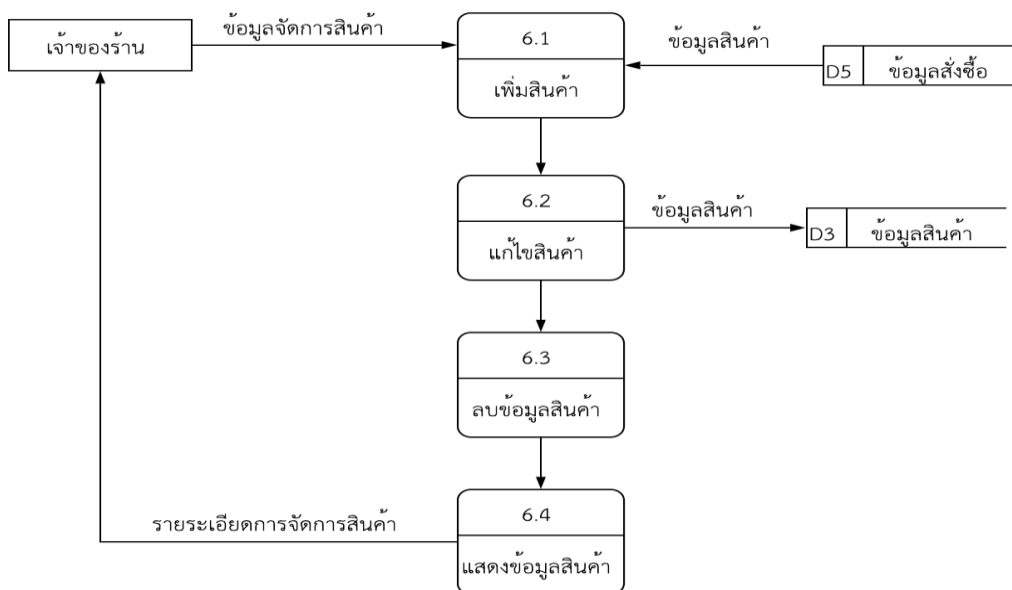 ข้อมูลจัดการสินค้า
เจ้าของร้าน
6.1
เพิ่มสินค้า
ข้อมูลสินค้า
D5 ข้อมูลสั่งซื้อ
6.2
แก้ไขสินค้า
ข้อมูลสินค้า
D3 ข้อมูลสินค้า
6.3
ลบข้อมูลสินค้า
6.4
แสดงข้อมูลสินค้า
รายระเอียดการจัดการสินค้า